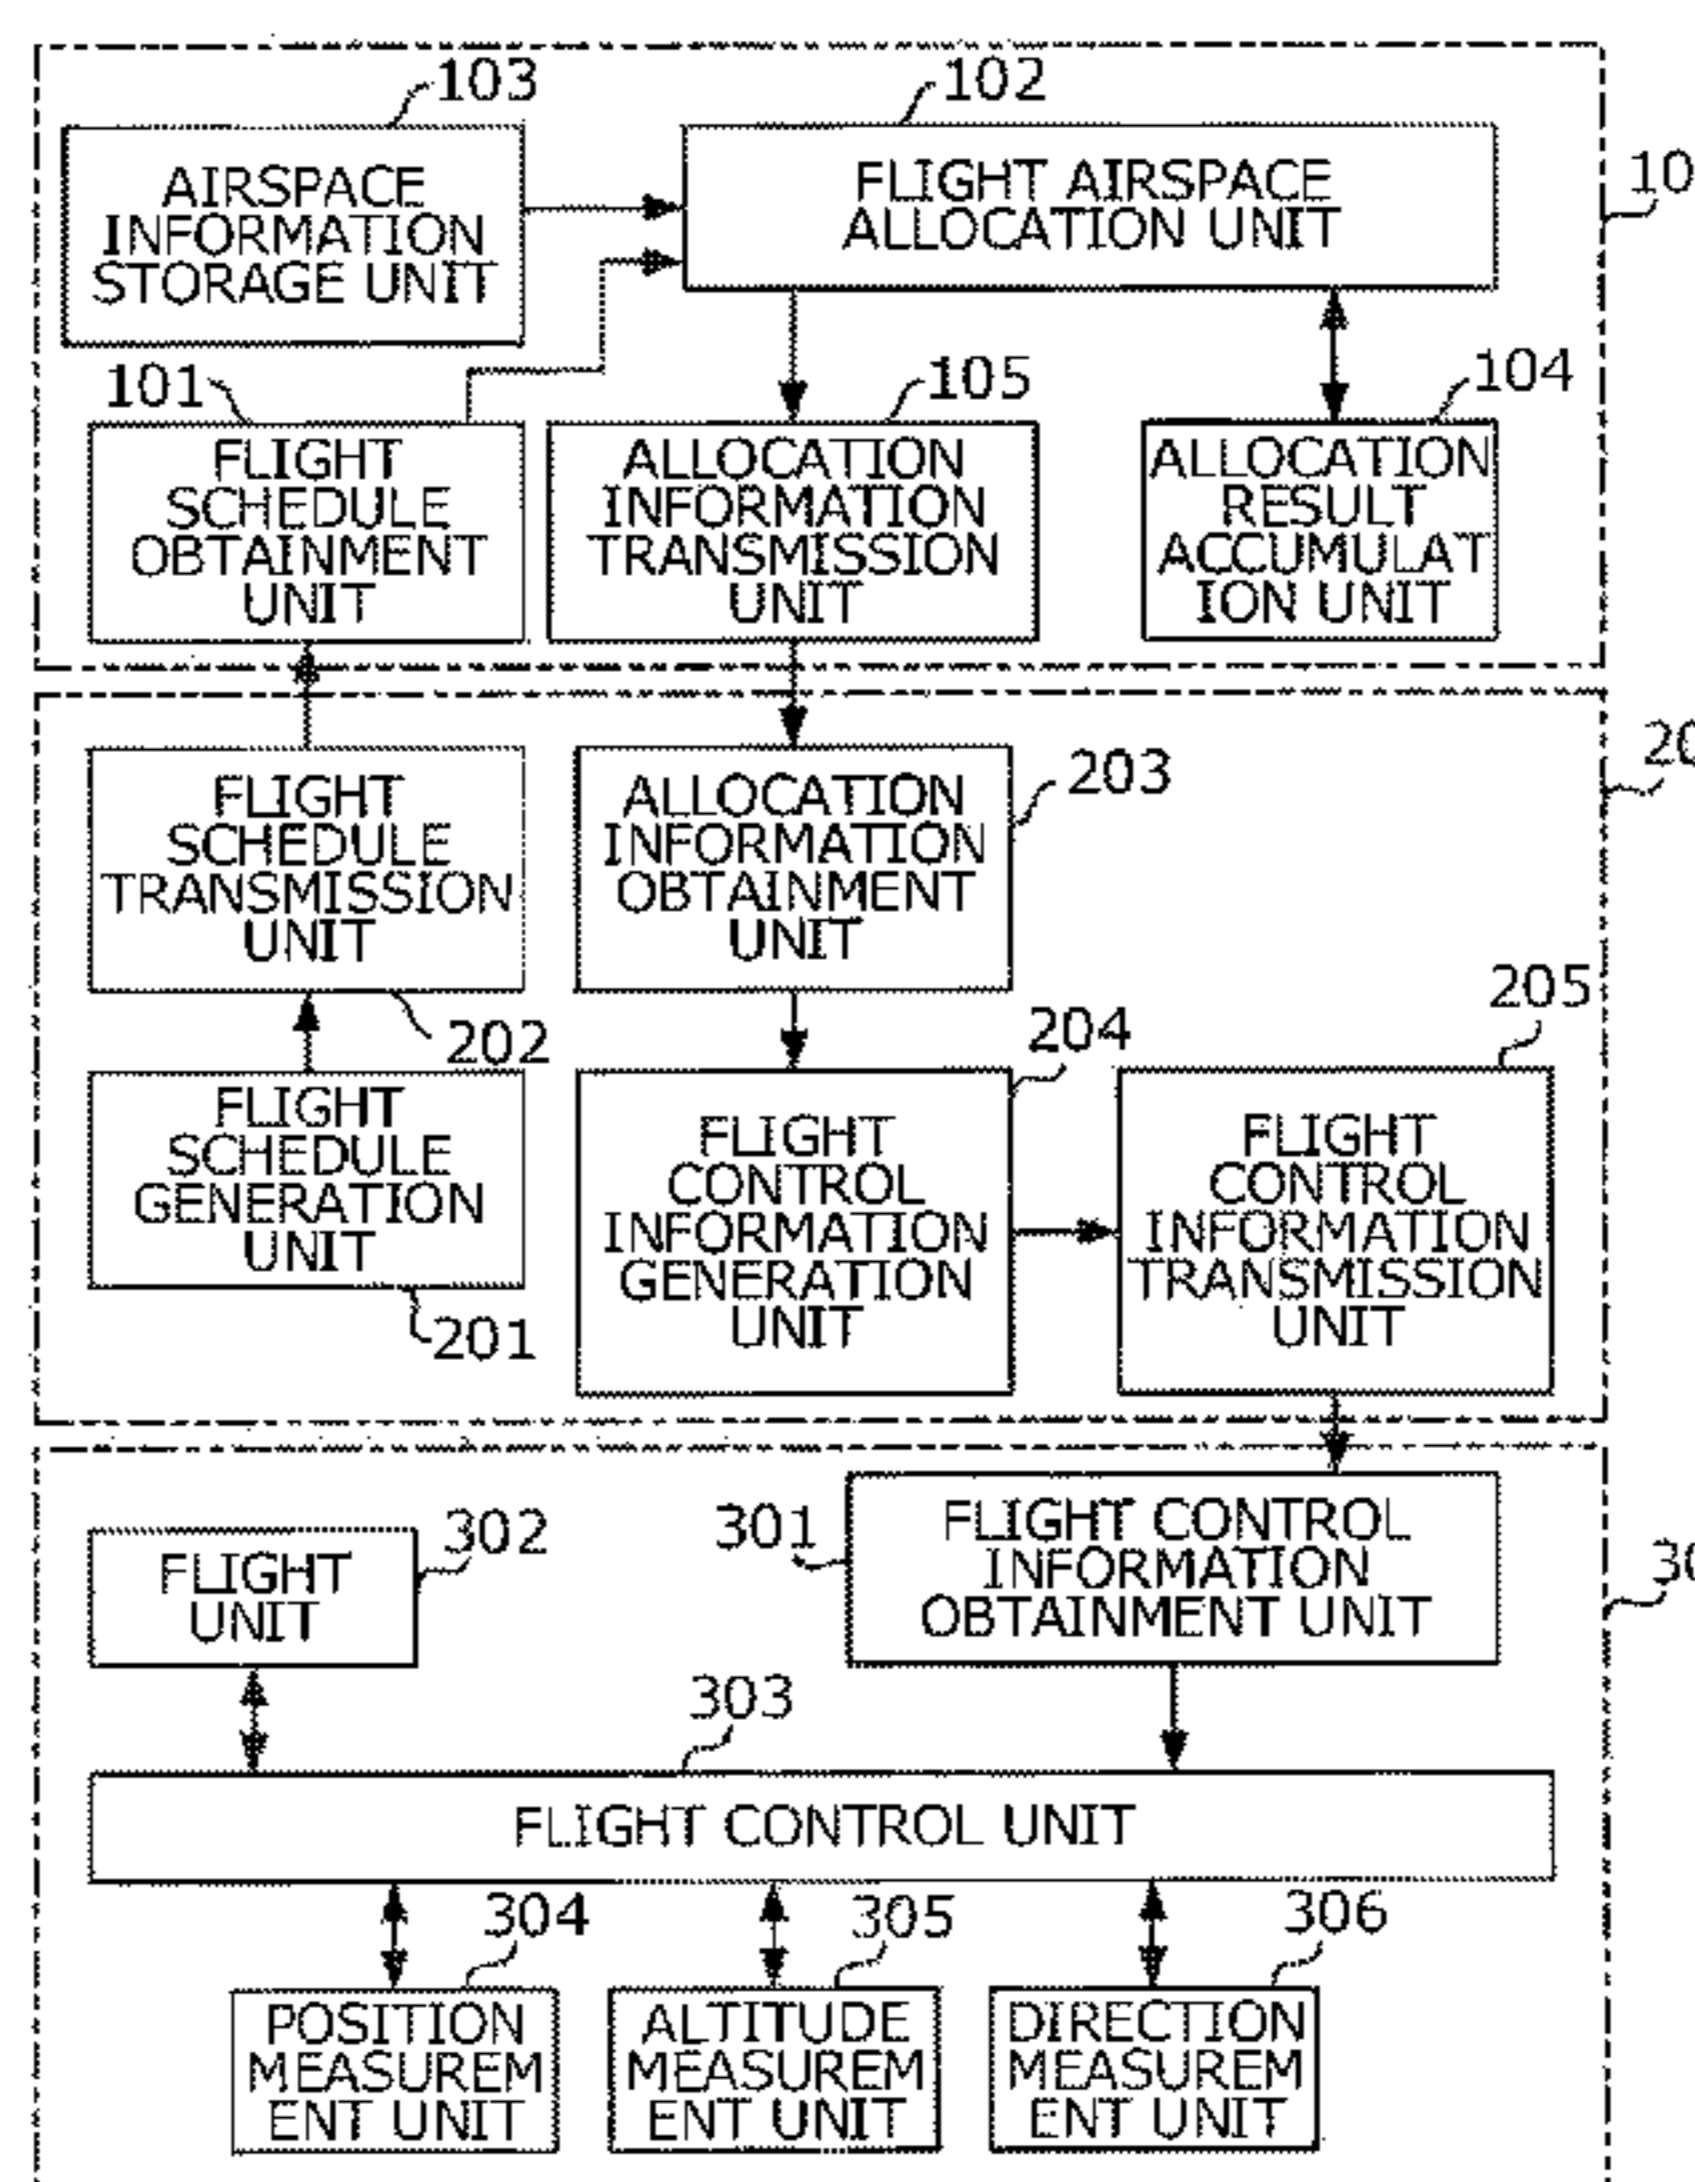 103
102
AIRSPACE
INFORMATION
STORAGE UNIT
FLIGHT AIRSPACE
ALLOCATION UNIT
10
101
105
104
FLIGHT
SCHEDULE
OBTAINMENT
UNIT
ALLOCATION
INFORMATION
TRANSMISSION
UNIT
ALLOCATION
RESULT
ACCUMULAT
ION UNIT
20
FLIGHT
SCHEDULE
TRANSMISSION
UNIT
202
ALLOCATION
INFORMATION
OBTAINMENT
UNIT
203
FLIGHT
SCHEDULE
GENERATION
UNIT
201
204
FLIGHT
CONTROL
INFORMATION
GENERATION
UNIT
205
FLIGHT
CONTROL
INFORMATION
TRANSMISSION
UNIT
30
302
FLIGHT
UNIT
301
FLIGHT CONTROL
INFORMATION
OBTAINMENT UNIT
303
FLIGHT CONTROL UNIT
304
305
306
POSITION
MEASUREM
ENT UNIT
ALTITUDE
MEASUREM
ENT UNIT
DIRECTION
MEASUREM
ENT UNIT